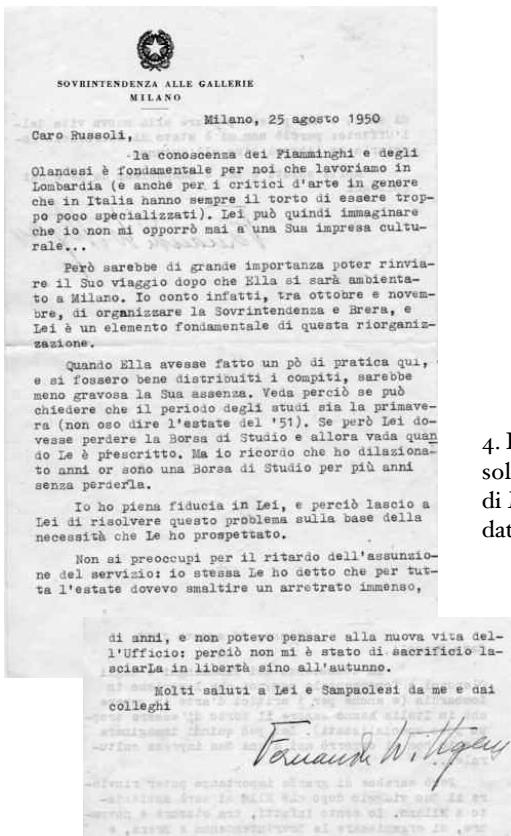 SOVRINTENDENZA ALLE GALLERIE
MILANO
Milano, 25 agosto 1950
Caro Russoli,
la conoscenza dei Fiamminghi e degli
Olandesi è fondamentale per noi che lavoriamo in
Lombardia (e anche per i critici d'arte in genere
che in Italia hanno sempre il torto di essere trop-
po poco specializzati). Lei può quindi immaginare
che io non mi opporrò mai a una Sua impresa cultu-
rale...
Però sarebbe di grande importanza poter rinvia-
re il Suo viaggio dopo che Ella si sarà ambienta-
to a Milano. Io conto infatti, tra ottobre e novem-
bre, di organizzare la Sovrintendenza e Brera, e
Lei è un elemento fondamentale di questa riorganiz-
zazione.
Quando Ella avesse fatto un pò di pratica qui,
e si fossero bene distribuiti i compiti, sarebbe
meno gravosa la Sua assenza. Veda perciò se può
chiedere che il periodo degli studi sia la primave-
ra (non oso dire l'estate del '51). Se però Lei do-
vesse perdere la Borsa di Studio e allora vada quan
do Le è prescritto. Ma io ricordo che ho dilaziona-
to anni or sono una Borsa di Studio per più anni
senza perderla.
Io ho piena fiducia in Lei, e perciò lascio a
Lei di risolvere questo problema sulla base della
necessità che Le ho prospettato.
Non si preoccupi per il ritardo dell'assunzio-
ne del servizio: io stessa Le ho detto che per tut-
ta l'estate dovevo smaltire un arretrato immenso,
di anni, e non potevo pensare alla nuova vita del-
l'Ufficio: perciò non mi è stato di sacrificio la-
sciarLa in libertà sino all'autunno.
Molti saluti a Lei e Sampaolesi da me e dai
colleghi
Fernanda Wittgens
4.
sol
di
dat